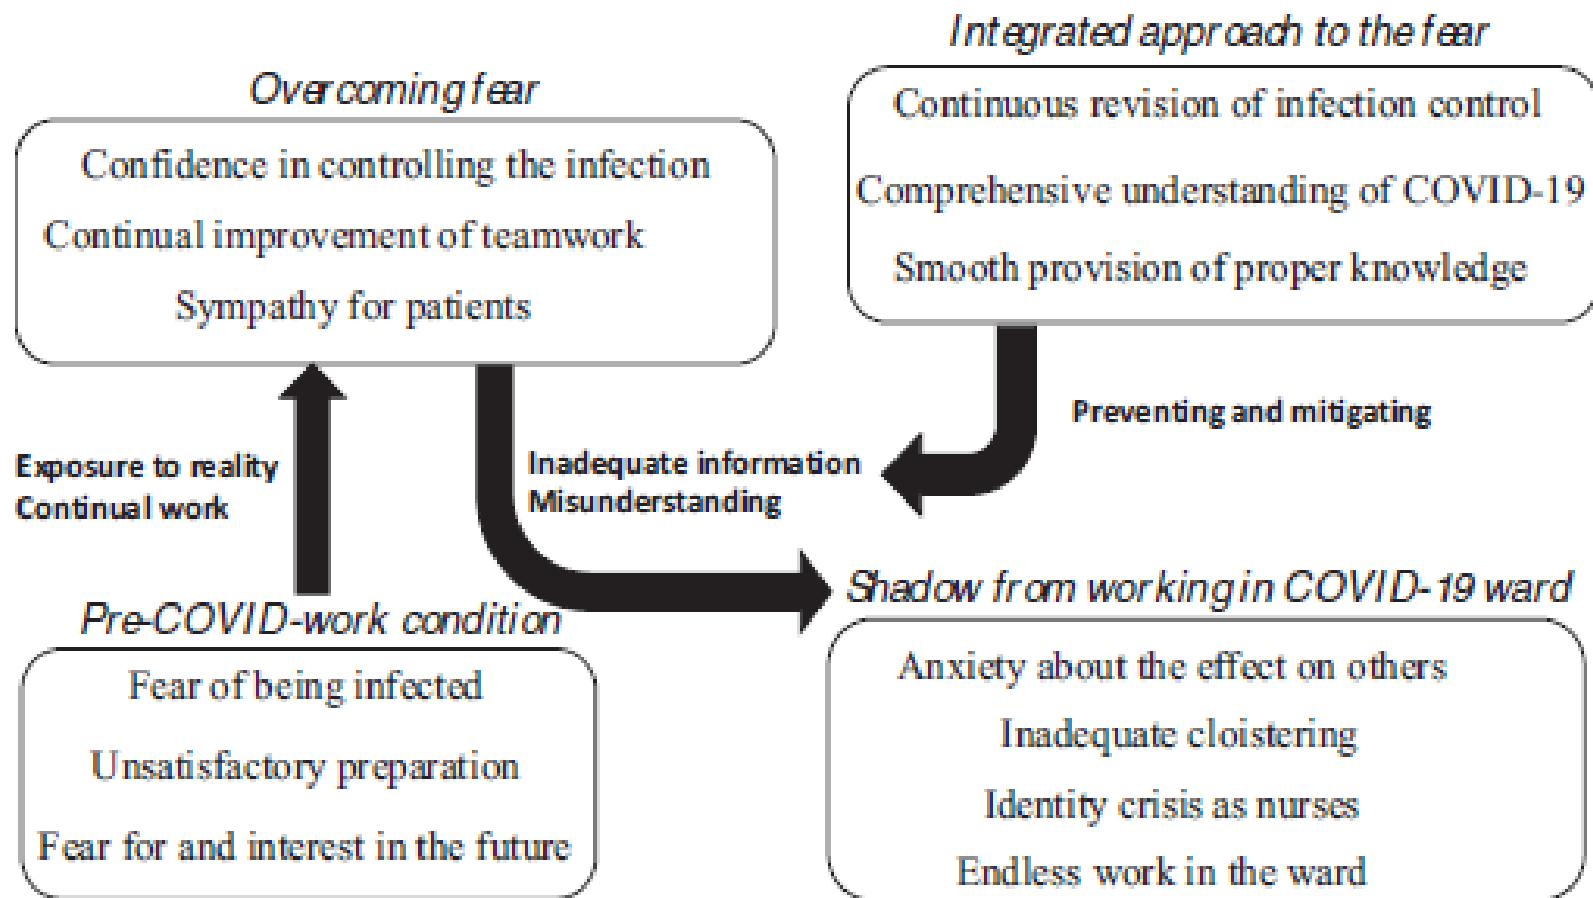 Integrated approach to the fear
Continuous revision of infection control
Comprehensive understanding of COVID-19
Smooth provision of proper knowledge
Overcoming fear
Confidence in controlling the infection
Continual improvement of teamwork
Sympathy for patients
Preventing and mitigating
Exposure to reality
Continual work
Inadequate information
Misunderstanding
Pre-COVID-work condition
Fear of being infected
Unsatisfactory preparation
Fear for and interest in the future
Shadow from working in COVID-19 ward
Anxiety about the effect on others
Inadequate cloistering
Identity crisis as nurses
Endless work in the ward